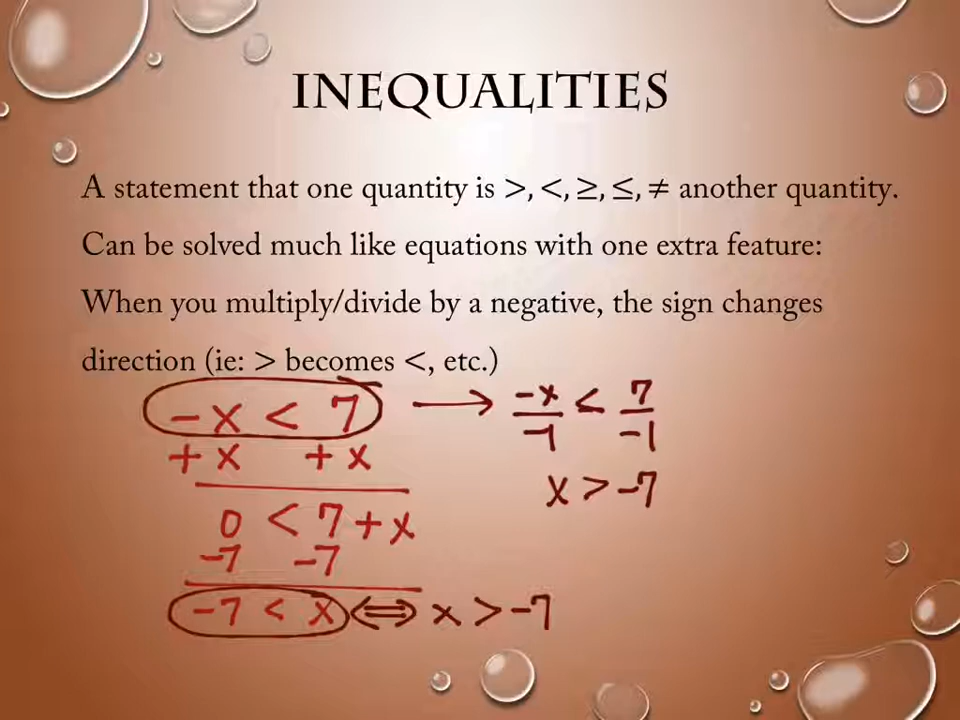 INEQUALITIES
A statement that one quantity is >, <, ≥, ≤, ≠ another quantity.
Can be solved much like equations with one extra feature:
When you multiply/divide by a negative, the sign changes
direction (ie: > becomes <, etc.)
-x < 7 → -x/-1 < 7/-1
+x +x
x > -7
0 < 7+x
-7 -7
-7 < x ⟺ x > -7